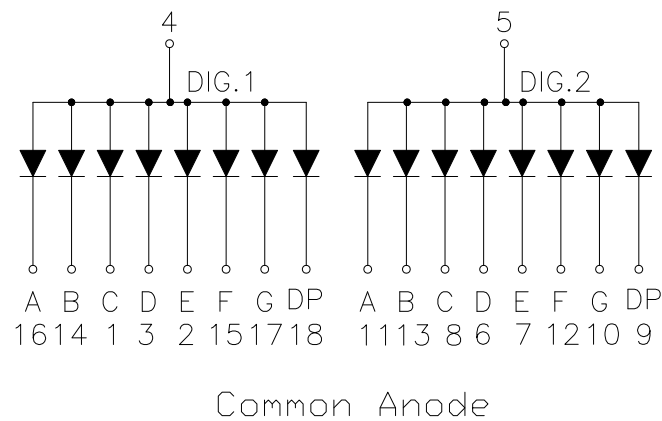 4 5
DIG.1 DIG.2
A B C D E F G DP A B C D E F G DP
16 14 1 3 2 15 17 18 11 13 8 6 7 12 10 9
Common Anode